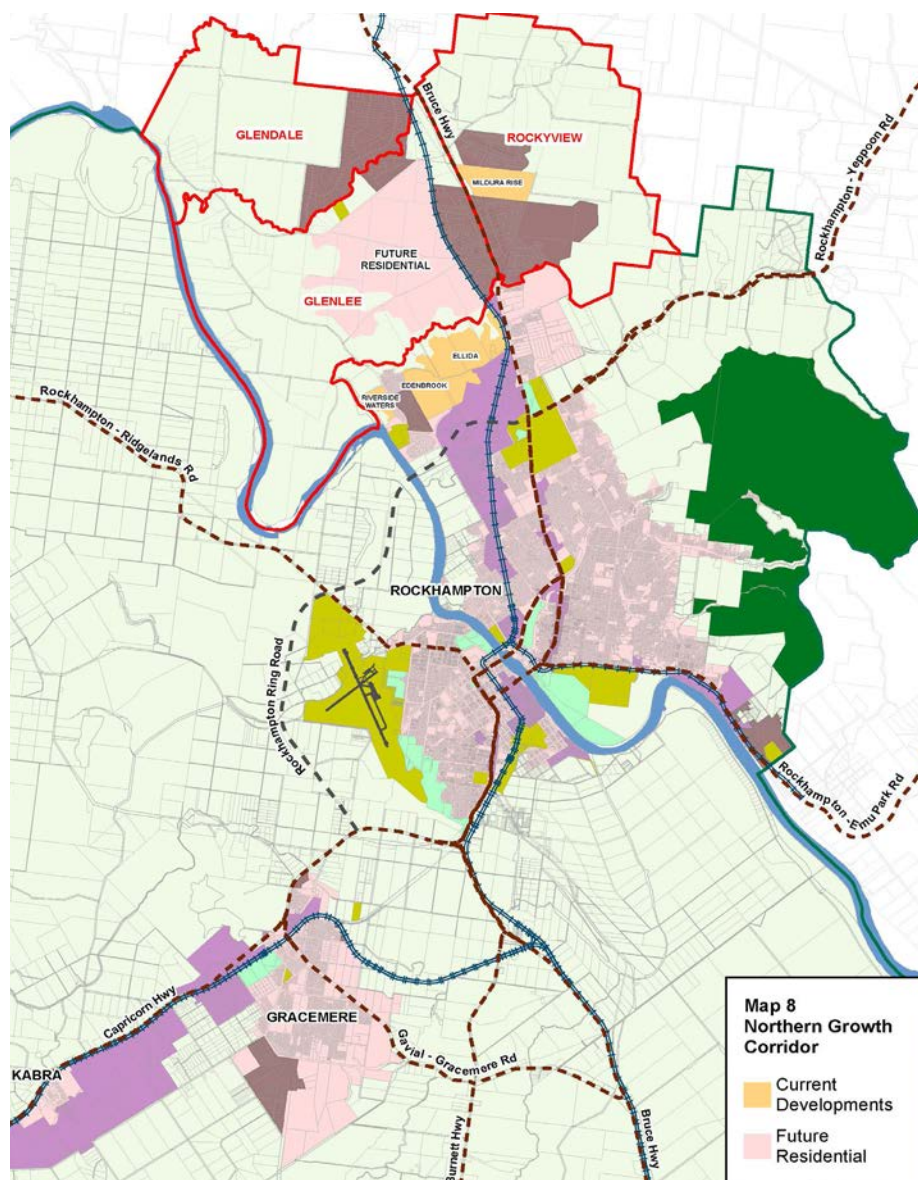 Bruce Hwy
GLENDALE
ROCKYVIEW
MILDURA RISE
Rockhampton - Yeppoon Rd
FUTURE
RESIDENTIAL
GLENLEE
ELLIDA
EDENBROOK
RIVERSIDE
WATERS
Rockhampton - Ridgelands Rd
ROCKHAMPTON
Rockhampton Ring Road
Rockhampton -Emu Park Rd
Capricorn Hwy
GRACEMERE
KABRA
Gavial - Gracemere Rd
Burnett Hwy
Bruce Hwy
Map 8
Northern Growth
Corridor
Current
Developments
Future
Residential